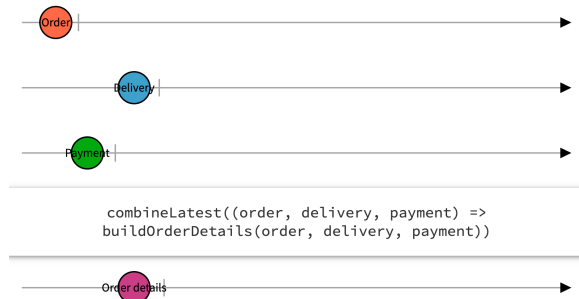 Order
Delivery
Payment
combineLatest((order, delivery, payment) =>
buildOrderDetails(order, delivery, payment))
Order details